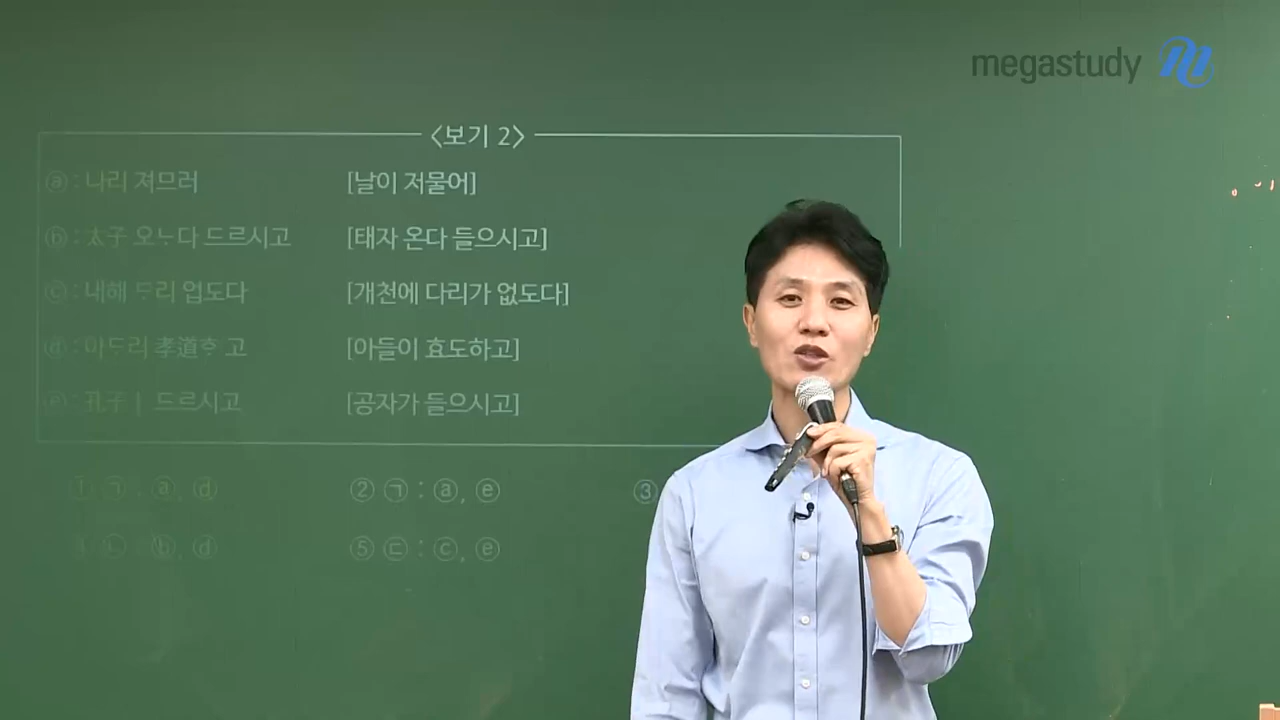 megastudy
〈보기 2〉
ⓐ : 나리 져므러 [날이 저물어]
ⓑ : 太子 오ᄂᆞ다 드르시고 [태자 온다 들으시고]
ⓒ : 내해 ᄃᆞ리 업도다 [개천에 다리가 없도다]
ⓓ : 아ᄃᆞ리 孝道ᄒᆞ고 [아들이 효도하고]
ⓔ : 孔子ㅣ 드르시고 [공자가 들으시고]
① ㉠ : ⓐ, ⓓ ② ㉠ : ⓐ, ⓔ ③
④ ㉡ : ⓑ, ⓓ ⑤ ㉢ : ⓒ, ⓔ